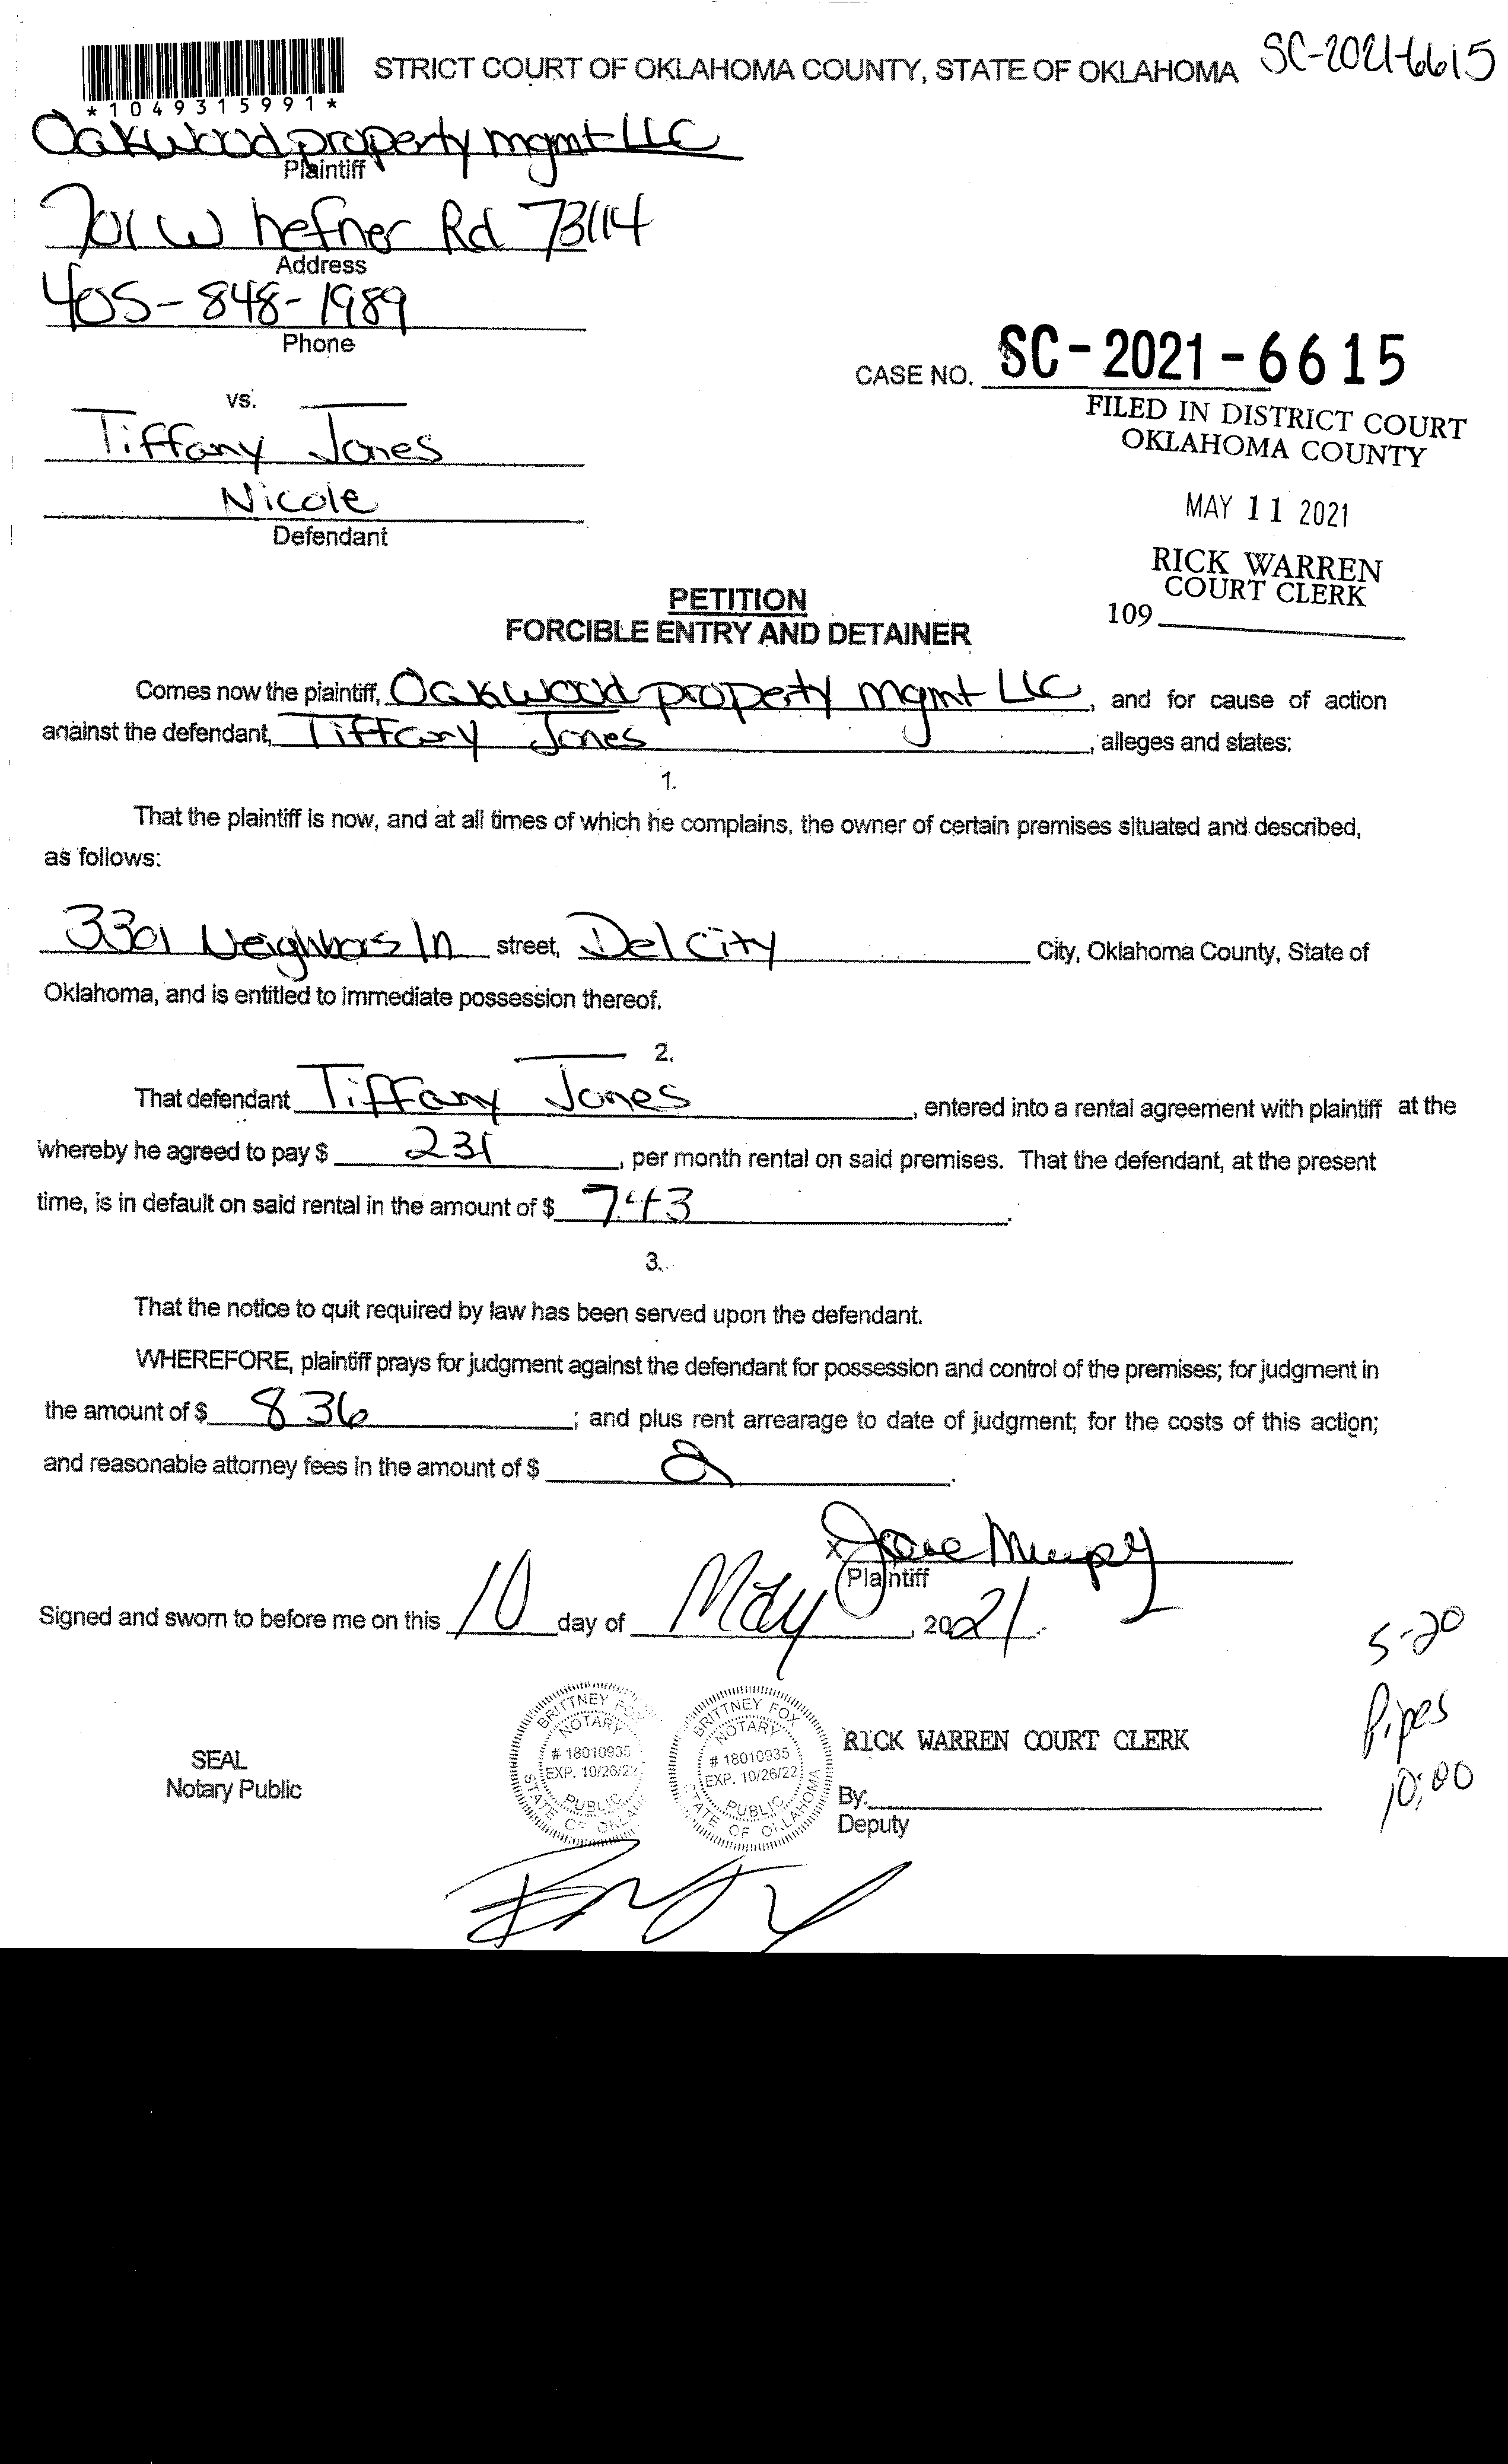 STRICT COURT OF OKLAHOMA COUNTY, STATE OF OKLAHOMA SC-2021-6615
*1049315991*
Oakwood property mgmt LLC
Plaintiff
701 W hefner Rd 73114
Address
405-848-1989
Phone
CASE NO. SC-2021-6615
FILED IN DISTRICT COURT
OKLAHOMA COUNTY
vs.
Tiffany Jones
Nicole
Defendant
MAY 11 2021
RICK WARREN
COURT CLERK
109
PETITION
FORCIBLE ENTRY AND DETAINER
Comes now the plaintiff, Oakwood property mgmt LLC, and for cause of action
against the defendant, Tiffany Jones, alleges and states:
1.
That the plaintiff is now, and at all times of which he complains, the owner of certain premises situated and described,
as follows:
3301 Neighbors ln street, Del City City, Oklahoma County, State of
Oklahoma, and is entitled to immediate possession thereof.
2.
That defendant Tiffany Jones, entered into a rental agreement with plaintiff at the
whereby he agreed to pay $ 231, per month rental on said premises. That the defendant, at the present
time, is in default on said rental in the amount of $ 743.
3.
That the notice to quit required by law has been served upon the defendant.
WHEREFORE, plaintiff prays for judgment against the defendant for possession and control of the premises; for judgment in
the amount of $ 836; and plus rent arrearage to date of judgment; for the costs of this action;
and reasonable attorney fees in the amount of $
X
Plaintiff
Signed and sworn to before me on this 10 day of May, 2021.
5-20
Pipes
10:00
BRITTNEY FOX
NOTARY
# 18010935
EXP. 10/26/22
PUBLIC
STATE OF OKLAHOMA
BRITTNEY FOX
NOTARY
# 18010935
EXP. 10/26/22
PUBLIC
STATE OF OKLAHOMA
SEAL
Notary Public
RICK WARREN COURT CLERK
By:
Deputy